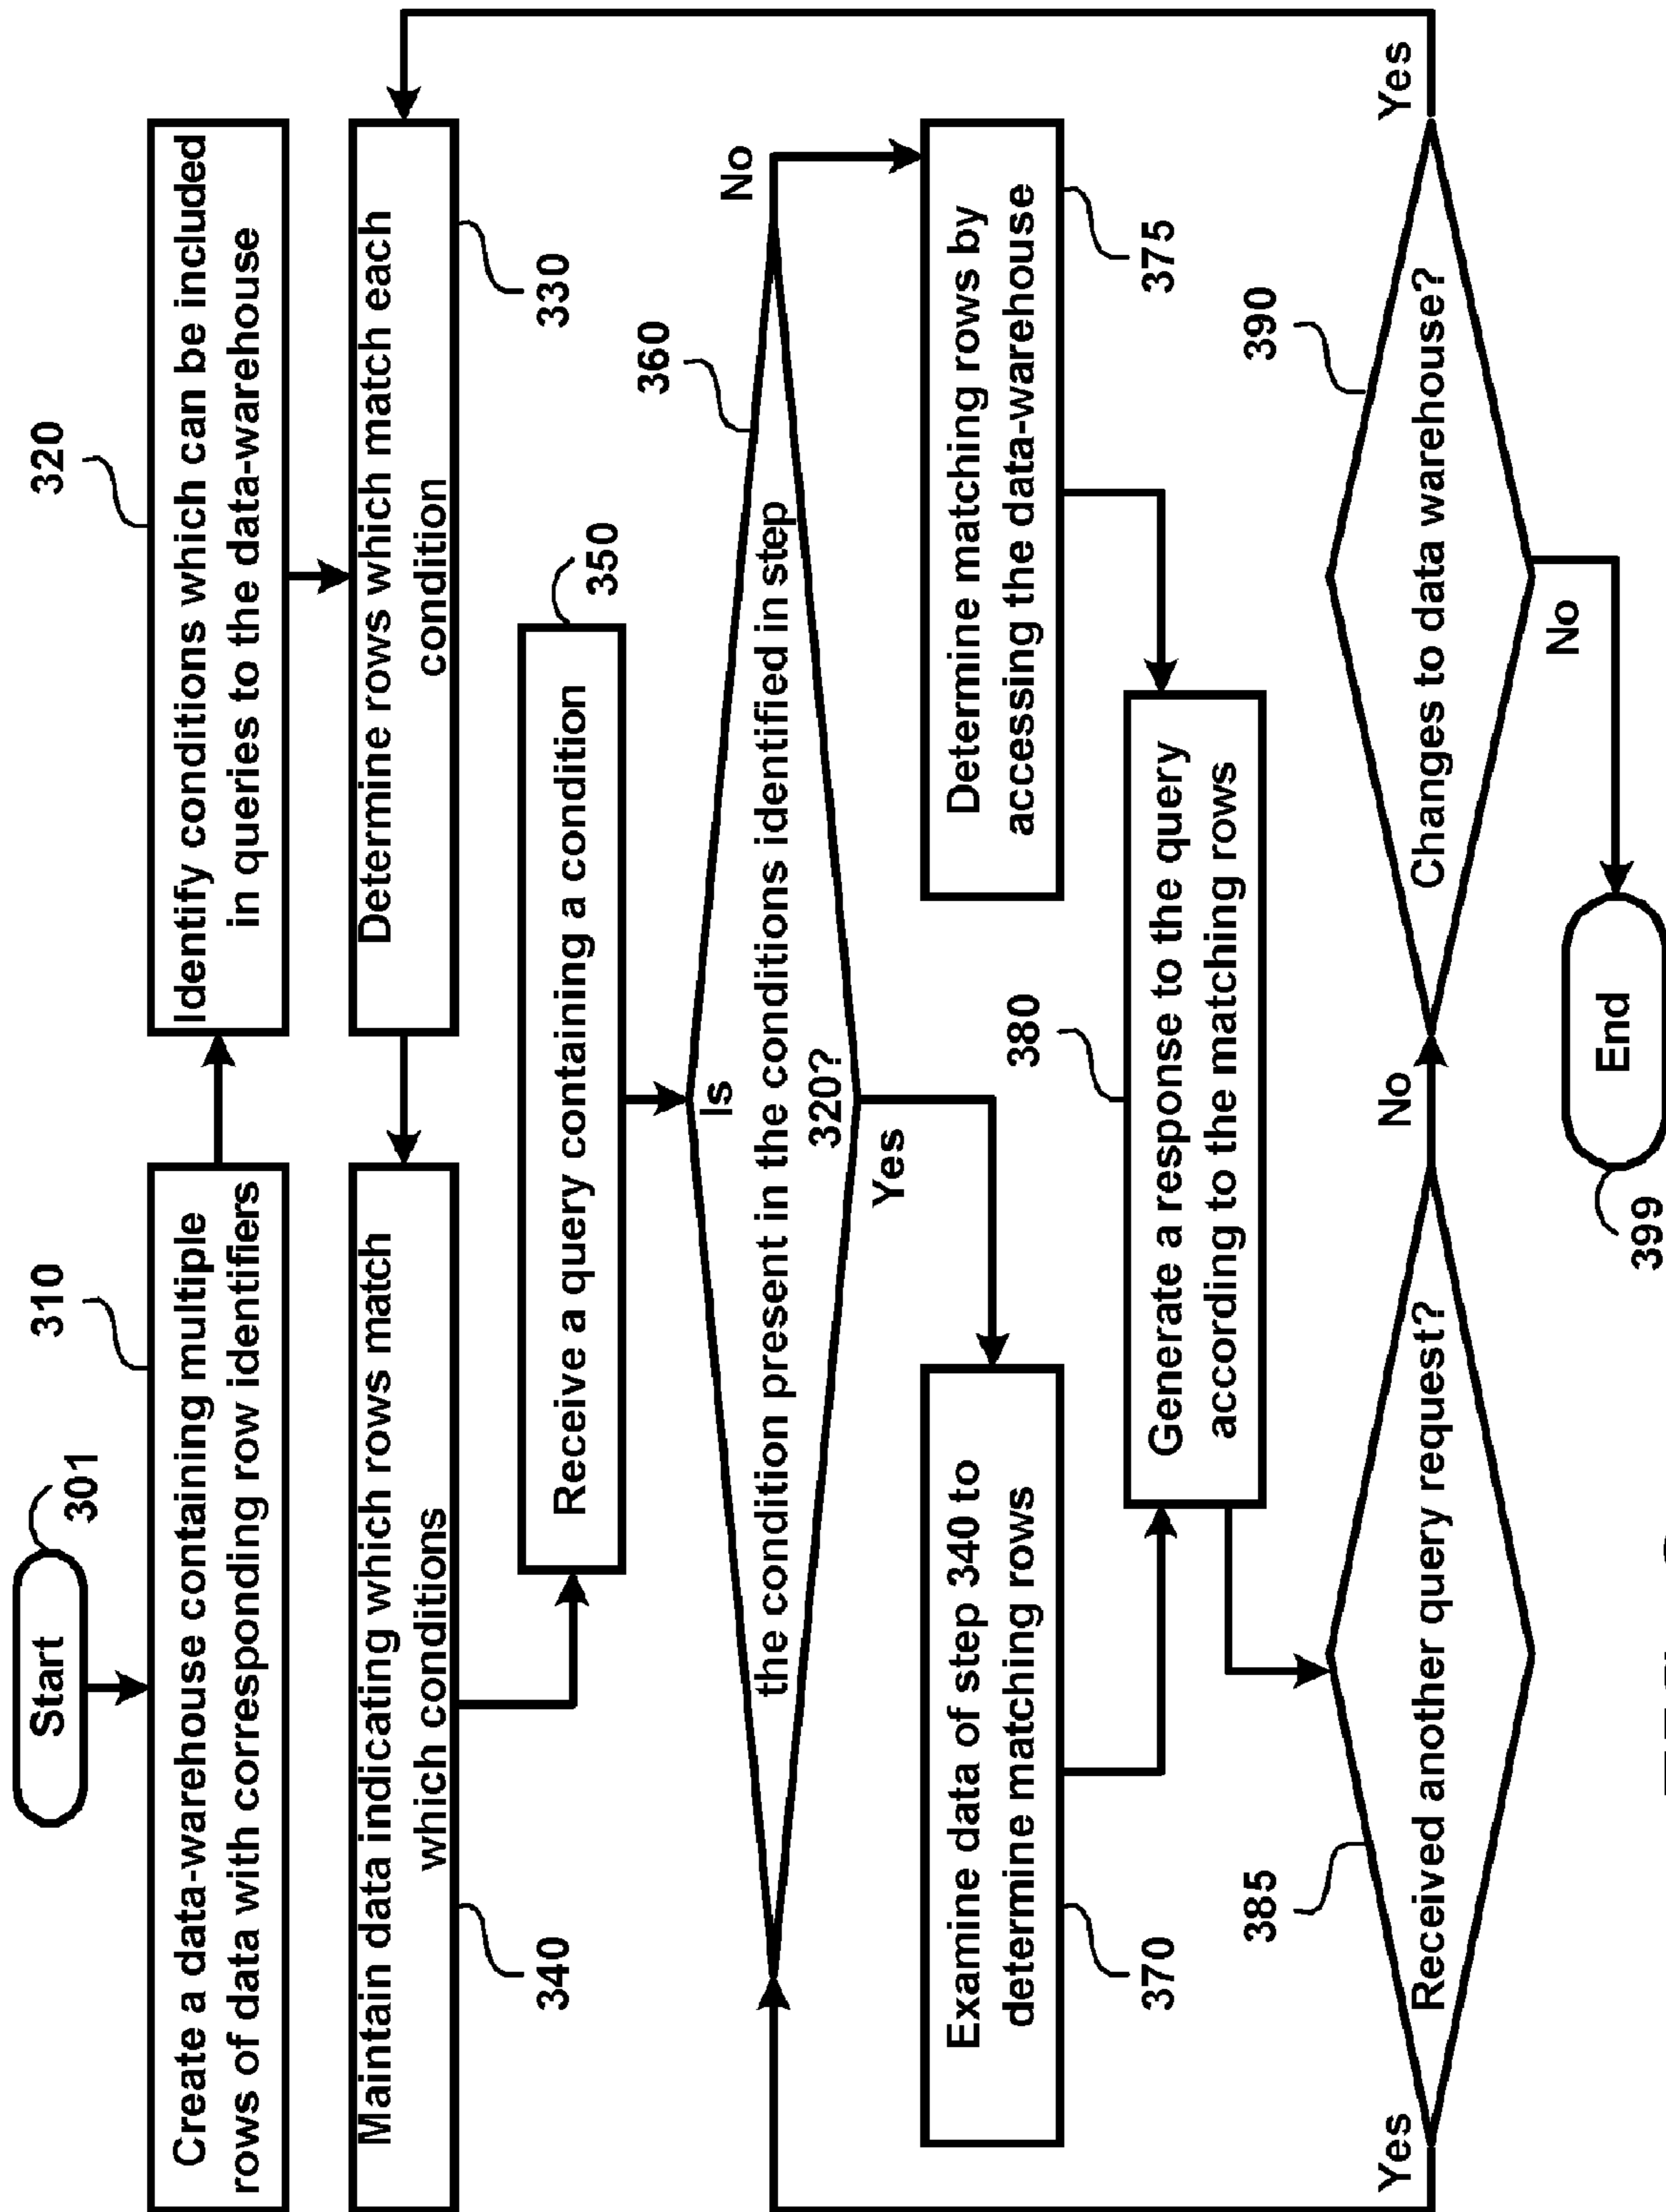 Start
301
310
Create a data-warehouse containing multiple
rows of data with corresponding row identifiers
320
Identify conditions which can be included
in queries to the data-warehouse
Determine rows which match each
condition
330
Maintain data indicating which rows match
which conditions
340
Receive a query containing a condition
350
360
Is
the condition present in the conditions identified in step
320?
No
Yes
Examine data of step 340 to
determine matching rows
370
Determine matching rows by
accessing the data-warehouse
375
380
Generate a response to the query
according to the matching rows
385
Received another query request?
Yes
No
390
Changes to data warehouse?
Yes
No
End
399